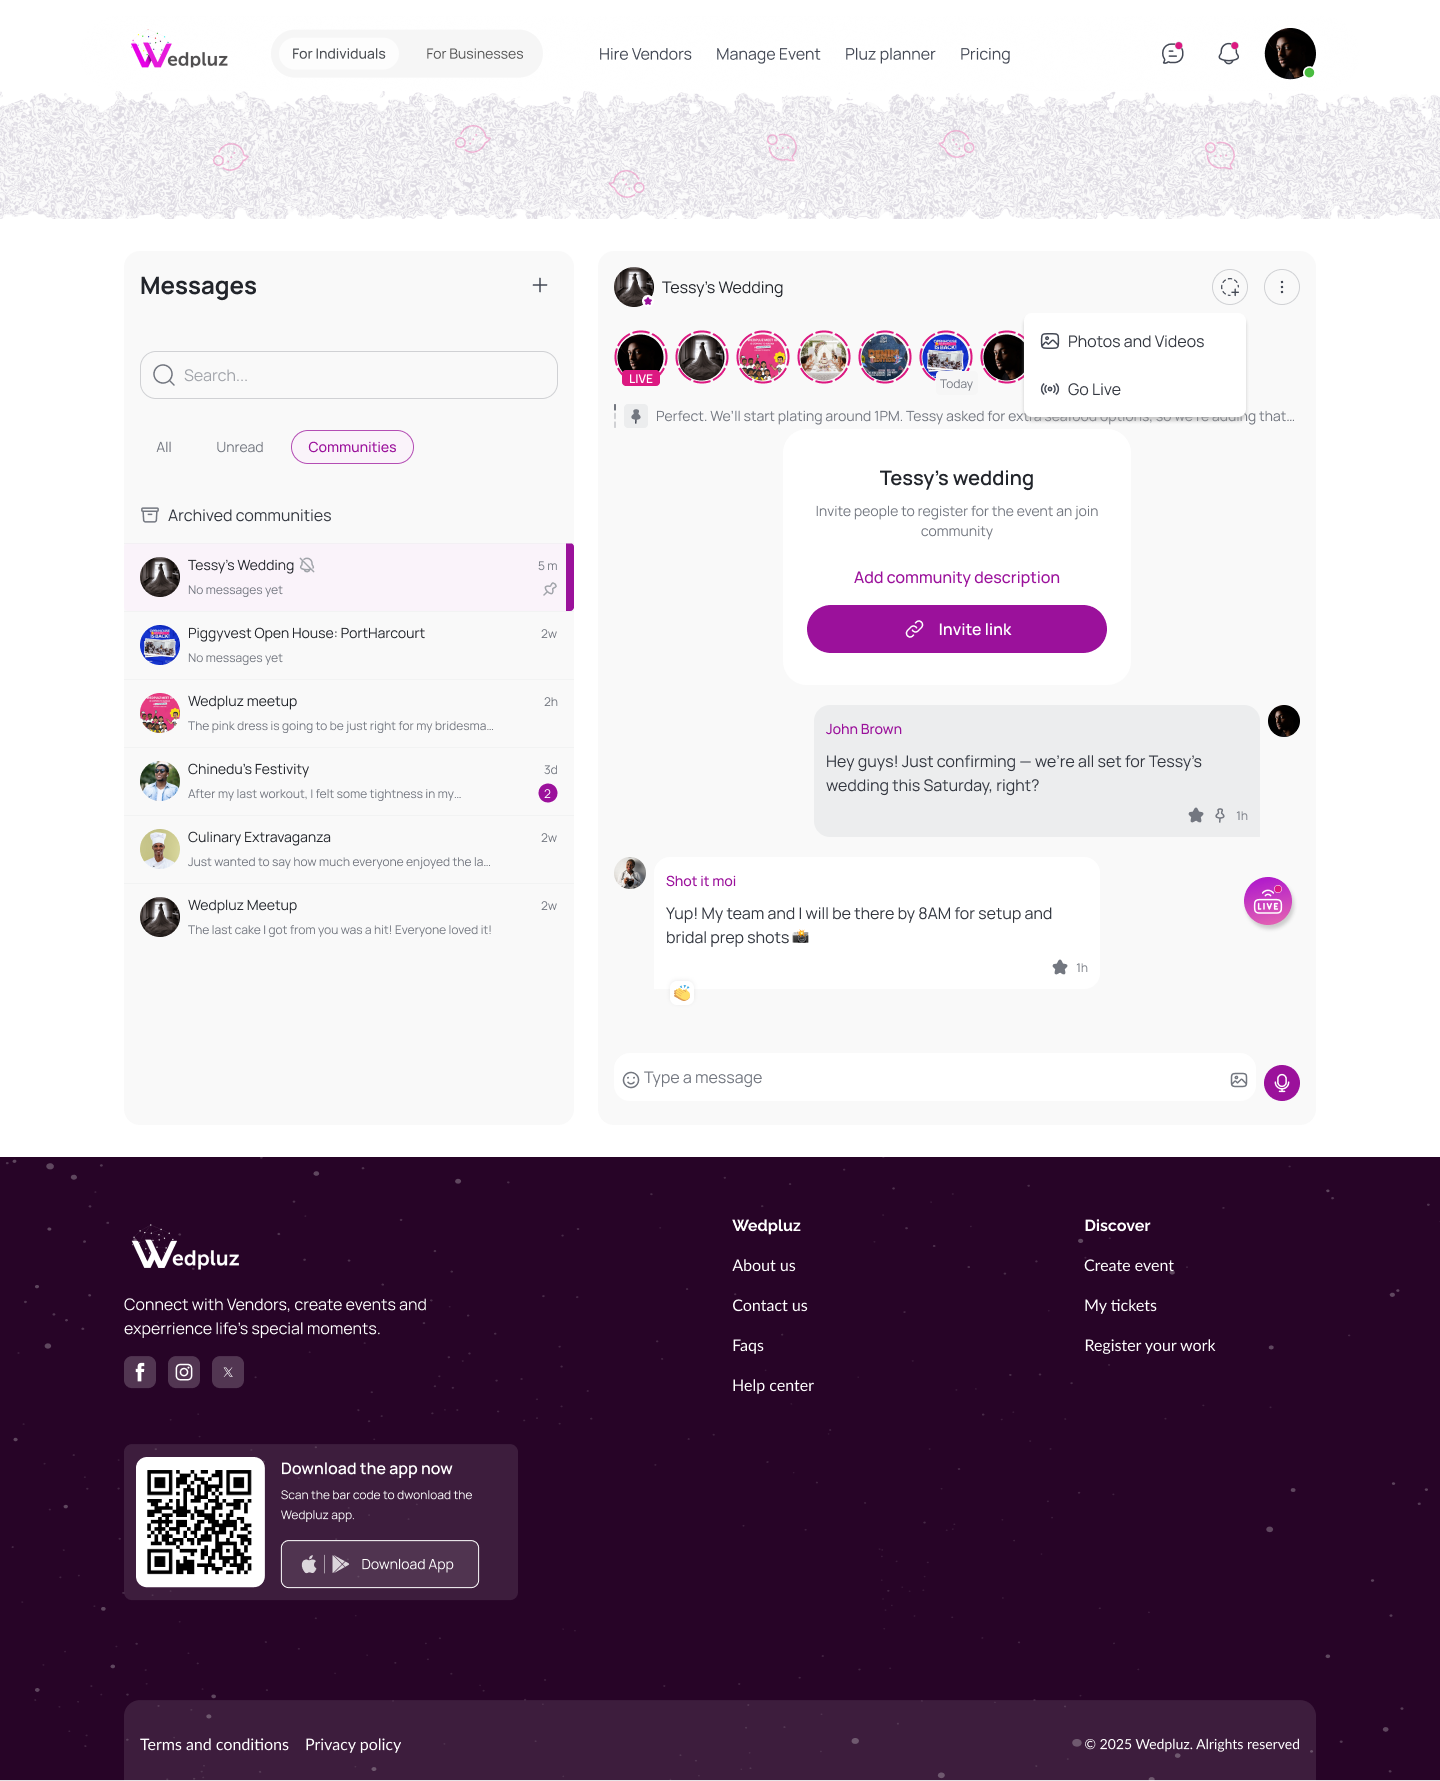 Wedpluz
For Individuals
For Businesses
Hire Vendors
Manage Event
Pluz planner
Pricing
Messages
Search...
All
Unread
Communities
Archived communities
Tessy's Wedding
5 m
No messages yet
Piggyvest Open House: PortHarcourt
2w
No messages yet
Wedpluz meetup
2h
The pink dress is going to be just right for my bridesma...
Chinedu's Festivity
3d
After my last workout, I felt some tightness in my...
2
Culinary Extravaganza
2w
Just wanted to say how much everyone enjoyed the la...
Wedpluz Meetup
2w
The last cake I got from you was a hit! Everyone loved it!
Tessy's Wedding
LIVE
Today
Photos and Videos
Go Live
Perfect. We'll start plating around 1PM. Tessy asked for extra seafood options, so we're adding that...
Tessy's wedding
Invite people to register for the event an join
community
Add community description
Invite link
John Brown
Hey guys! Just confirming — we're all set for Tessy's
wedding this Saturday, right?
1h
Shot it moi
Yup! My team and I will be there by 8AM for setup and
bridal prep shots 📸
1h
LIVE
Type a message
Wedpluz
Connect with Vendors, create events and
experrience life's special moments.
Wedpluz
About us
Contact us
Faqs
Help center
Discover
Create event
My tickets
Register your work
Download the app now
Scan the bar code to dwonload the
Wedpluz app.
Download App
Terms and conditions
Privacy policy
© 2025 Wedpluz. Alrights reserved